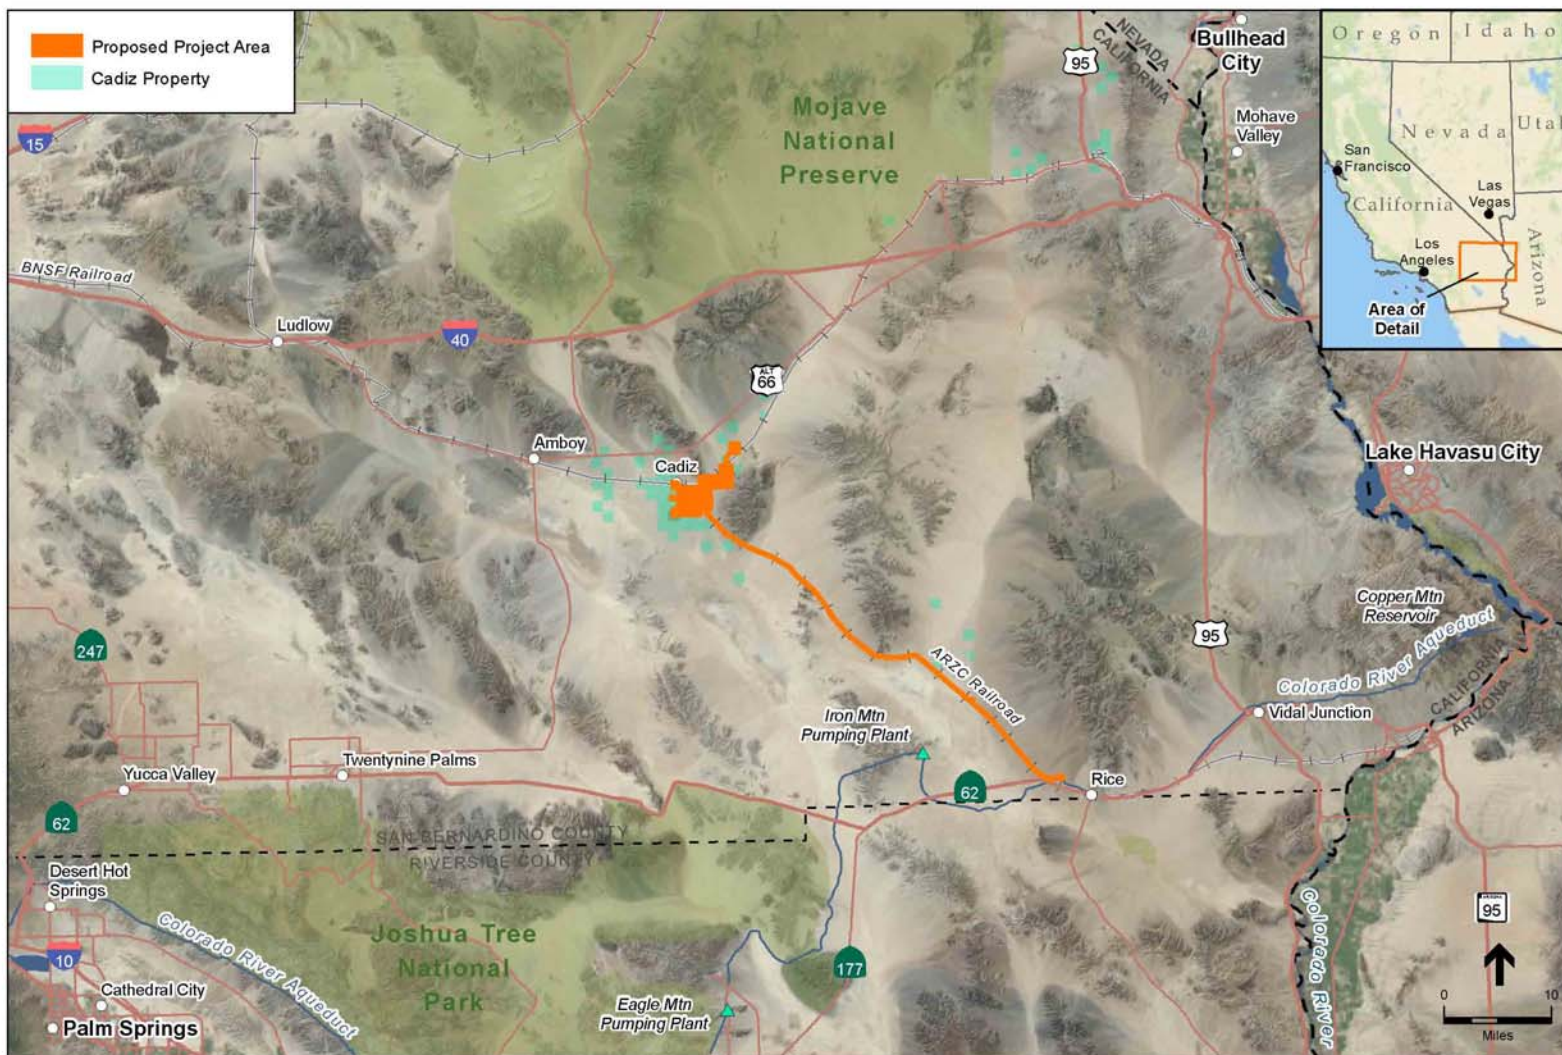 Proposed Project Area
Cadiz Property
15
BNSF Railroad
Ludlow
40
Mojave
National
Preserve
95
NEVADA
CALIFORNIA
Bullhead
City
Mohave
Valley
Oregon
Idaho
Nevada
Utah
San
Francisco
California
Las
Vegas
Los
Angeles
Arizona
Area of
Detail
ALT
66
Amboy
Cadiz
Lake Havasu City
Copper Mtn
Reservoir
Colorado River Aqueduct
95
CALIFORNIA
ARIZONA
Vidal Junction
ARZC Railroad
Iron Mtn
Pumping Plant
247
Yucca Valley
Twentynine Palms
62
Rice
62
SAN BERNARDINO COUNTY
RIVERSIDE COUNTY
Desert Hot
Springs
Colorado River Aqueduct
Joshua Tree
National
Park
10
Cathedral City
Palm Springs
Eagle Mtn
Pumping Plant
177
Colorado River
ARIZONA
95
0
10
Miles